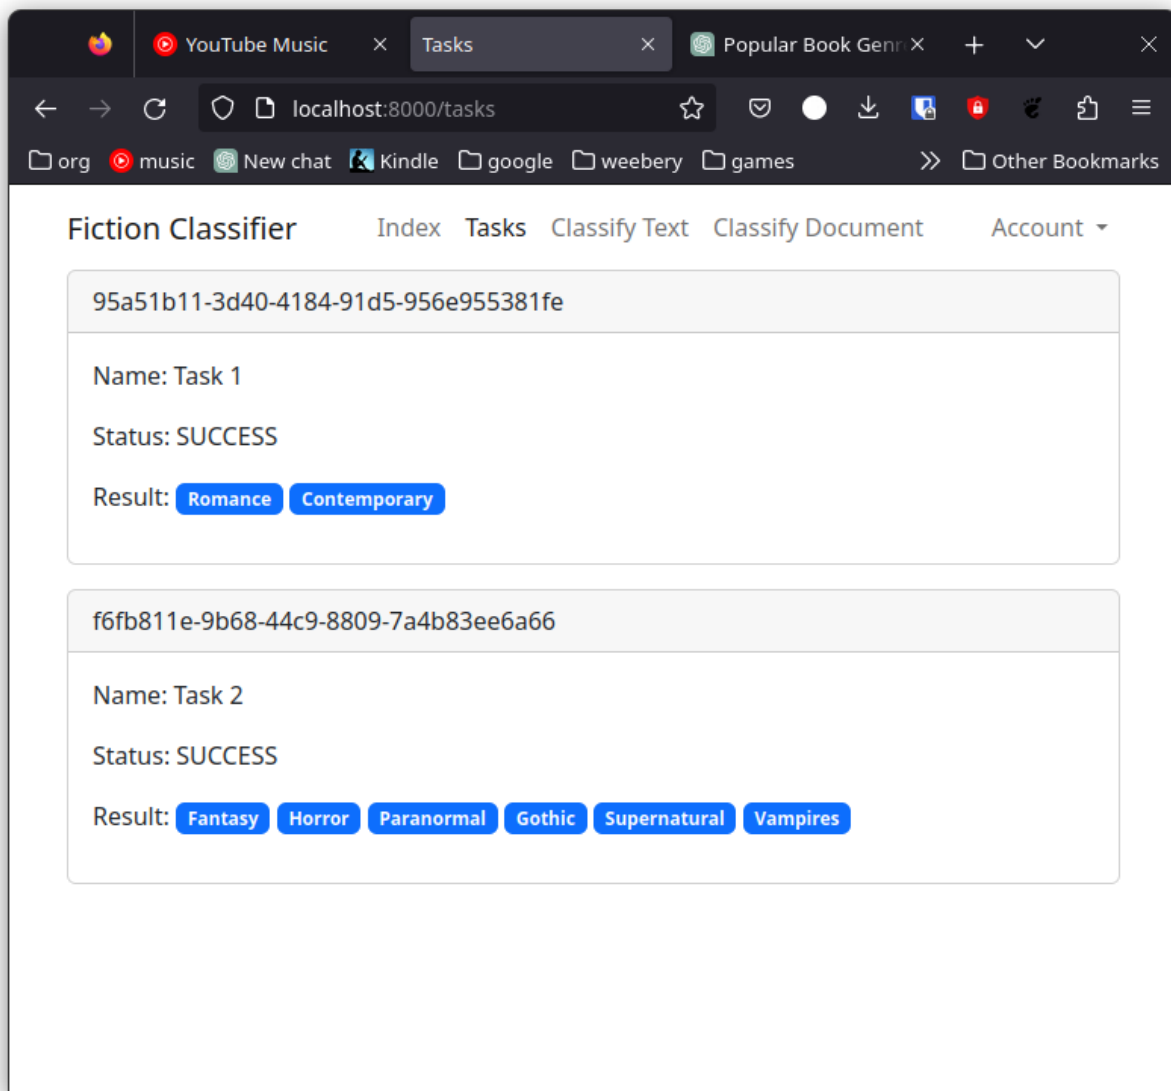 YouTube Music
Tasks
Popular Book Genr
localhost:8000/tasks
org music New chat Kindle google weebery games Other Bookmarks
Fiction Classifier Index Tasks Classify Text Classify Document Account
95a51b11-3d40-4184-91d5-956e955381fe
Name: Task 1
Status: SUCCESS
Result: Romance Contemporary
f6fb811e-9b68-44c9-8809-7a4b83ee6a66
Name: Task 2
Status: SUCCESS
Result: Fantasy Horror Paranormal Gothic Supernatural Vampires